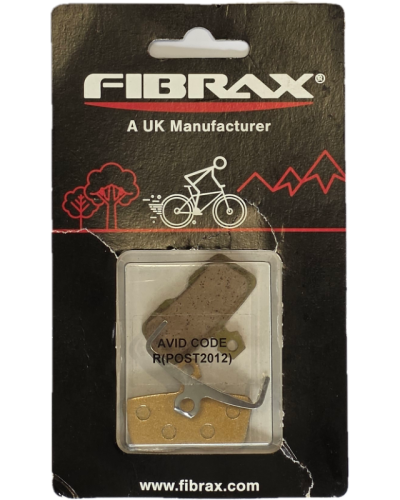 FIBRAX®
A UK Manufacturer
AVID CODE
R(POST2012)
www.fibrax.com